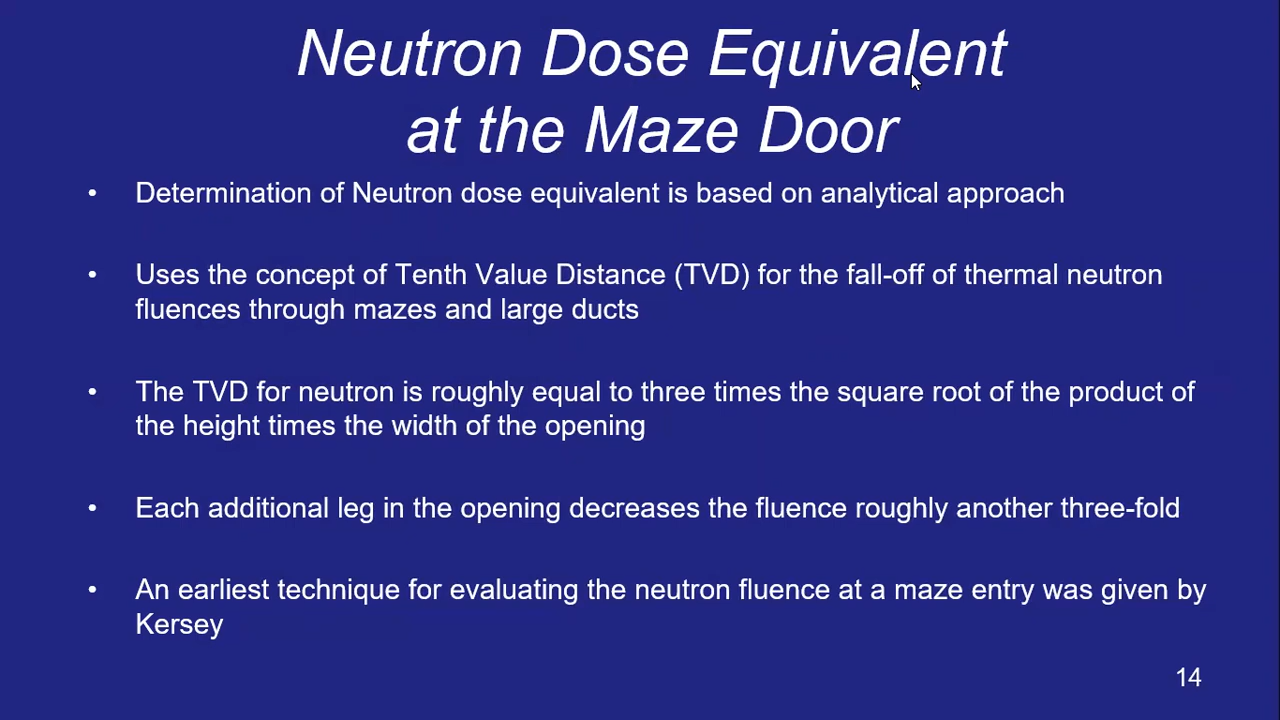 Neutron Dose Equivalent
at the Maze Door
• Determination of Neutron dose equivalent is based on analytical approach
• Uses the concept of Tenth Value Distance (TVD) for the fall-off of thermal neutron
fluences through mazes and large ducts
• The TVD for neutron is roughly equal to three times the square root of the product of
the height times the width of the opening
• Each additional leg in the opening decreases the fluence roughly another three-fold
• An earliest technique for evaluating the neutron fluence at a maze entry was given by
Kersey
14